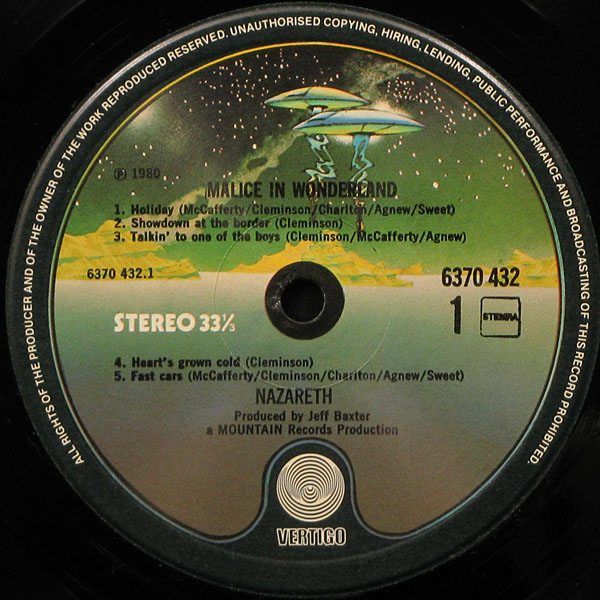 ALL RIGHTS OF THE PRODUCER AND OF THE OWNER OF THE WORK REPRODUCED RESERVED. UNAUTHORISED COPYING, HIRING, LENDING, PUBLIC PERFORMANCE AND BROADCASTING OF THIS RECORD PROHIBITED.
℗ 1980
MALICE IN WONDERLAND
1. Holiday (McCafferty/Cleminson/Charlton/Agnew/Sweet)
2. Showdown at the border (Cleminson)
3. Talkin' to one of the boys (Cleminson/McCafferty/Agnew)
6370 432.1
6370 432
STEREO 33⅓
1
STEMRA
4. Heart's grown cold (Cleminson)
5. Fast cars (McCafferty/Cleminson/Charlton/Agnew/Sweet)
NAZARETH
Produced by Jeff Baxter
a MOUNTAIN Records Production
VERTIGO